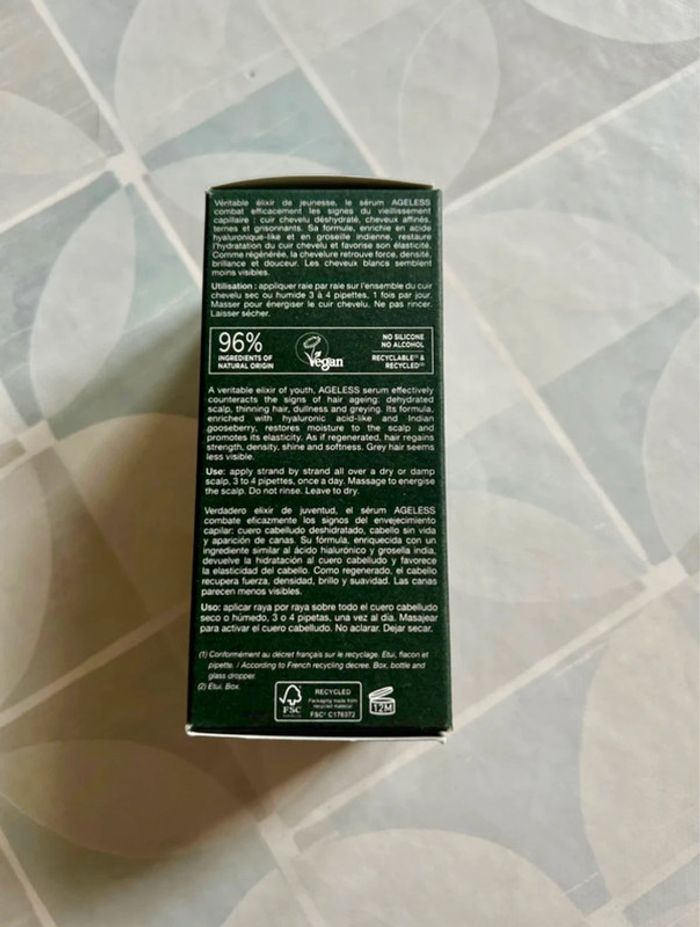 Véritable élixir de jeunesse, le sérum AGELESS
combat efficacement les signes du vieillissement
capillaire : cuir chevelu déshydraté, cheveux affinés,
ternes et grisonnants. Sa formule, enrichie en acide
hyaluronique-like et en groseille indienne, restaure
l'hydratation du cuir chevelu et favorise son élasticité.
Comme régénérée, la chevelure retrouve force, densité,
brillance et douceur. Les cheveux blancs semblent
moins visibles.
Utilisation : appliquer raie par raie sur l'ensemble du cuir
chevelu sec ou humide 3 à 4 pipettes, 1 fois par jour.
Masser pour énergiser le cuir chevelu. Ne pas rincer.
Laisser sécher.
96%
INGREDIENTS OF
NATURAL ORIGIN
Vegan
NO SILICONE
NO ALCOHOL
RECYCLABLE(1) &
RECYCLED(2)
A veritable elixir of youth, AGELESS serum effectively
counteracts the signs of hair ageing: dehydrated
scalp, thinning hair, dullness and greying. Its formula,
enriched with hyaluronic acid-like and Indian
gooseberry, restores moisture to the scalp and
promotes its elasticity. As if regenerated, hair regains
strength, density, shine and softness. Grey hair seems
less visible.
Use: apply strand by strand all over a dry or damp
scalp, 3 to 4 pipettes, once a day. Massage to energise
the scalp. Do not rinse. Leave to dry.
Verdadero elixir de juventud, el sérum AGELESS
combate eficazmente los signos del envejecimiento
capilar: cuero cabelludo deshidratado, cabello sin vida
y aparición de canas. Su fórmula, enriquecida con un
ingrediente similar al ácido hialurónico y grosella india,
devuelve la hidratación al cuero cabelludo y favorece
la elasticidad del cabello. Como regenerado, el cabello
recupera fuerza, densidad, brillo y suavidad. Las canas
parecen menos visibles.
Uso: aplicar raya por raya sobre todo el cuero cabelludo
seco o húmedo, 3 o 4 pipetas, una vez al día. Masajear
para activar el cuero cabelludo. No aclarar. Dejar secar.
(1) Conformément au décret français sur le recyclage. Etui, flacon et
pipette. / According to French recycling decree. Box, bottle and
glass dropper.
(2) Etui. Box.
FSC
RECYCLED
Packaging made from
recycled material
FSC® C176372
12M